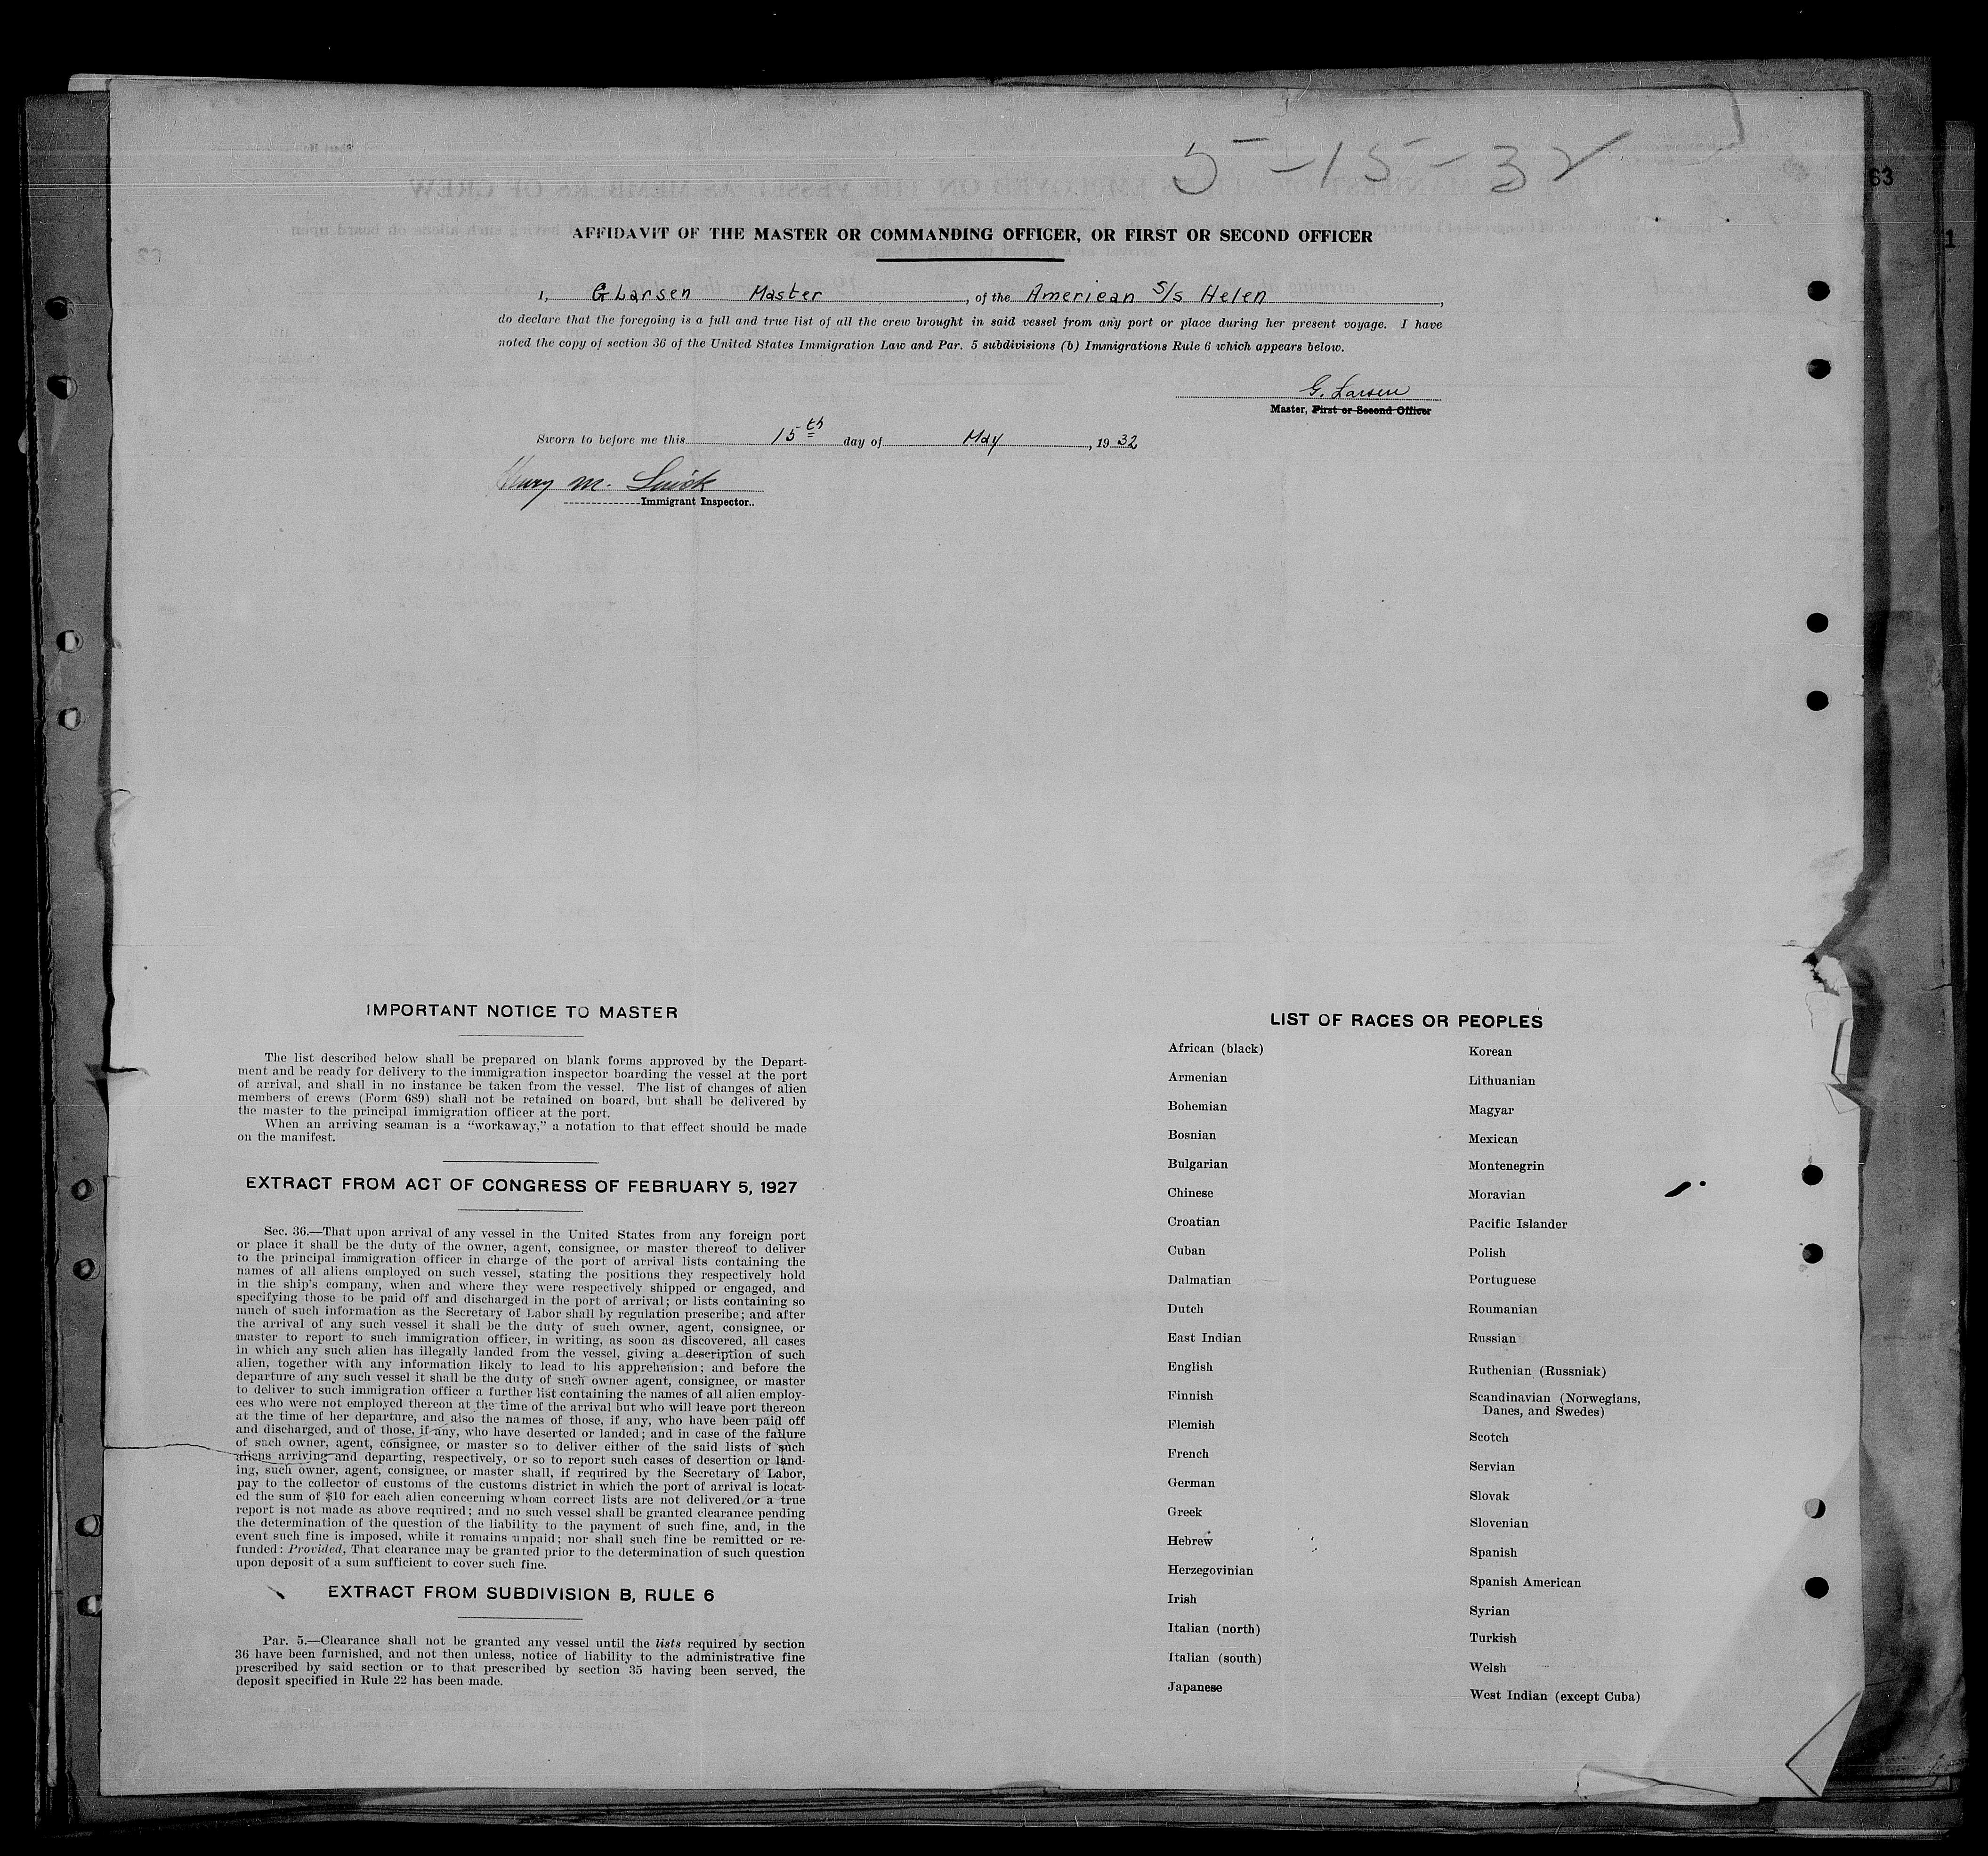 5-15-32
63
1
AFFIDAVIT OF THE MASTER OR COMMANDING OFFICER, OR FIRST OR SECOND OFFICER
I, G Larsen Master, of the American S/s Helen,
do declare that the foregoing is a full and true list of all the crew brought in said vessel from any port or place during her present voyage. I have
noted the copy of section 36 of the United States Immigration Law and Par. 5 subdivisions (b) Immigrations Rule 6 which appears below.
G. Larsen
Master, First or Second Officer
Sworn to before me this 15th day of May, 1932
M.
Immigrant Inspector..
IMPORTANT NOTICE TO MASTER
The list described below shall be prepared on blank forms approved by the Depart-
ment and be ready for delivery to the immigration inspector boarding the vessel at the port
of arrival, and shall in no instance be taken from the vessel. The list of changes of alien
members of crews (Form 689) shall not be retained on board, but shall be delivered by
the master to the principal immigration officer at the port.
When an arriving seaman is a “workaway,” a notation to that effect should be made
on the manifest.
EXTRACT FROM ACT OF CONGRESS OF FEBRUARY 5, 1927
Sec. 36.—That upon arrival of any vessel in the United States from any foreign port
or place it shall be the duty of the owner, agent, consignee, or master thereof to deliver
to the principal immigration officer in charge of the port of arrival lists containing the
names of all aliens employed on such vessel, stating the positions they respectively hold
in the ship's company, when and where they were respectively shipped or engaged, and
specifying those to be paid off and discharged in the port of arrival; or lists containing so
much of such information as the Secretary of Labor shall by regulation prescribe; and after
the arrival of any such vessel it shall be the duty of such owner, agent, consignee, or
master to report to such immigration officer, in writing, as soon as discovered, all cases
in which any such alien has illegally landed from the vessel, giving a description of such
alien, together with any information likely to lead to his apprehension; and before the
departure of any such vessel it shall be the duty of such owner agent, consignee, or master
to deliver to such immigration officer a further list containing the names of all alien employ-
ees who were not employed thereon at the time of the arrival but who will leave port thereon
at the time of her departure, and also the names of those, if any, who have been paid off
and discharged, and of those, if any, who have deserted or landed; and in case of the failure
of such owner, agent, consignee, or master so to deliver either of the said lists of such
aliens arriving and departing, respectively, or so to report such cases of desertion or land-
ing, such owner, agent, consignee, or master shall, if required by the Secretary of Labor,
pay to the collector of customs of the customs district in which the port of arrival is locat-
ed the sum of $10 for each alien concerning whom correct lists are not delivered or a true
report is not made as above required; and no such vessel shall be granted clearance pending
the determination of the question of the liability to the payment of such fine, and, in the
event such fine is imposed, while it remains unpaid; nor shall such fine be remitted or re-
funded: Provided, That clearance may be granted prior to the determination of such question
upon deposit of a sum sufficient to cover such fine.
EXTRACT FROM SUBDIVISION B, RULE 6
Par. 5.—Clearance shall not be granted any vessel until the lists required by section
36 have been furnished, and not then unless, notice of liability to the administrative fine
prescribed by said section or to that prescribed by section 35 having been served, the
deposit specified in Rule 22 has been made.
LIST OF RACES OR PEOPLES
African (black)
Armenian
Bohemian
Bosnian
Bulgarian
Chinese
Croatian
Cuban
Dalmatian
Dutch
East Indian
English
Finnish
Flemish
French
German
Greek
Hebrew
Herzegovinian
Irish
Italian (north)
Italian (south)
Japanese
Korean
Lithuanian
Magyar
Mexican
Montenegrin
Moravian
Pacific Islander
Polish
Portuguese
Roumanian
Russian
Ruthenian (Russniak)
Scandinavian (Norwegians,
Danes, and Swedes)
Scotch
Servian
Slovak
Slovenian
Spanish
Spanish American
Syrian
Turkish
Welsh
West Indian (except Cuba)